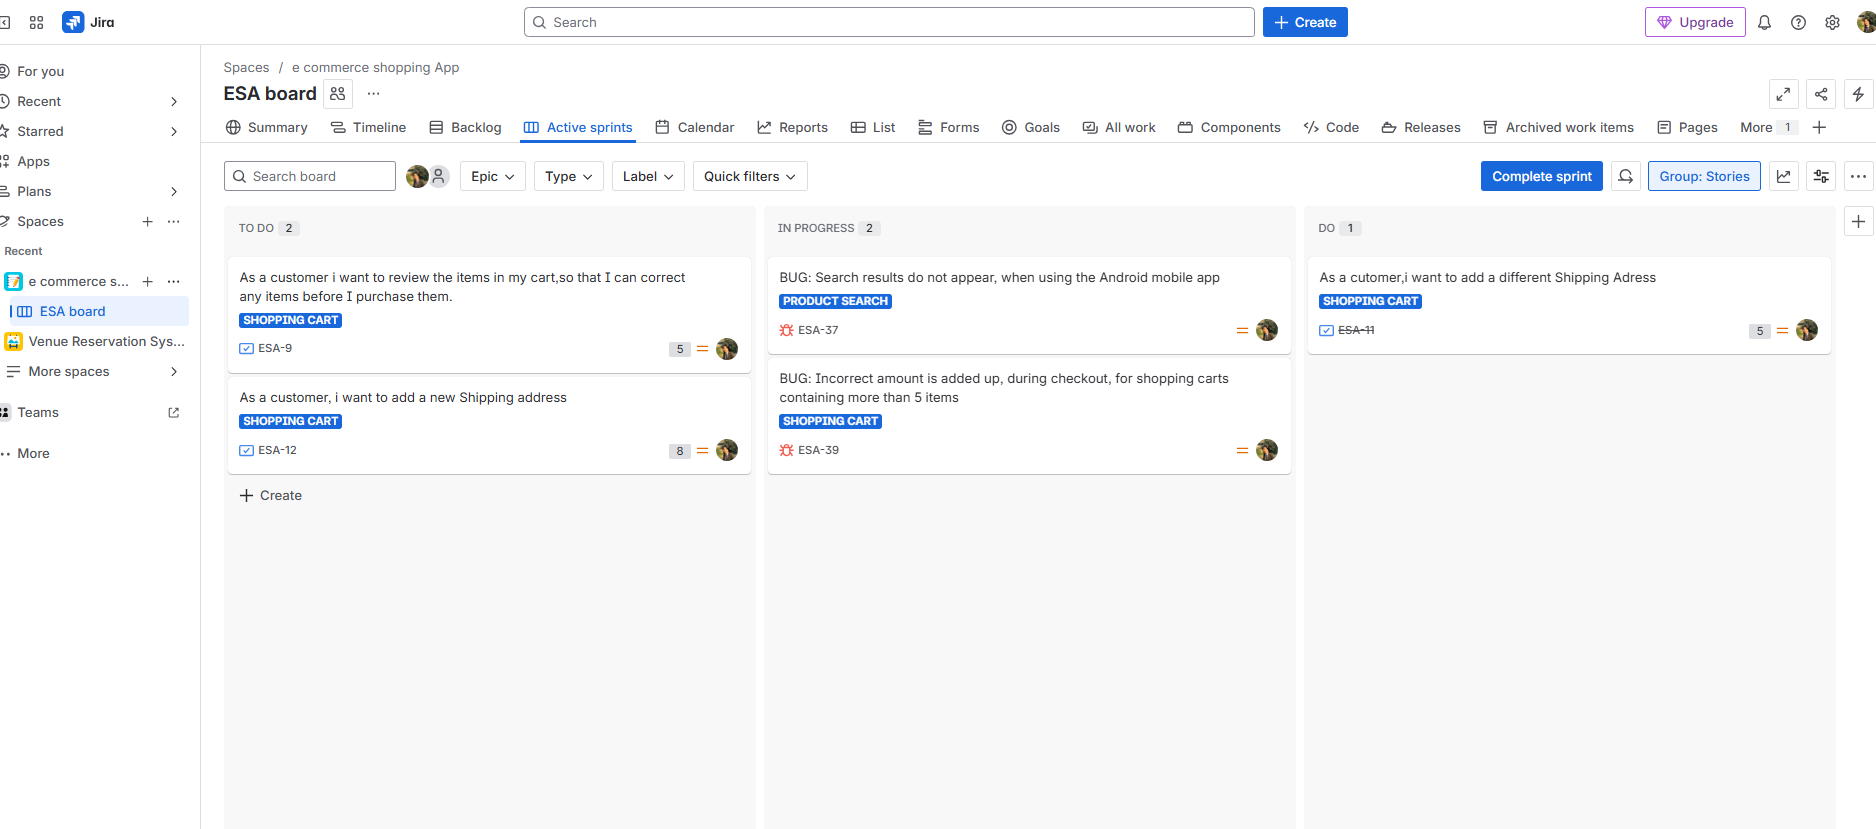 Jira
Search
Create
Upgrade
For you
Recent
Starred
Apps
Plans
Spaces
Recent
e commerce s...
ESA board
Venue Reservation Sys...
More spaces
Teams
More
Spaces / e commerce shopping App
ESA board
Summary
Timeline
Backlog
Active sprints
Calendar
Reports
List
Forms
Goals
All work
Components
Code
Releases
Archived work items
Pages
More 1
Search board
Epic
Type
Label
Quick filters
Complete sprint
Group: Stories
TO DO 2
As a customer i want to review the items in my cart,so that I can correct
any items before I purchase them.
SHOPPING CART
ESA-9
5
As a customer, i want to add a new Shipping address
SHOPPING CART
ESA-12
8
Create
IN PROGRESS 2
BUG: Search results do not appear, when using the Android mobile app
PRODUCT SEARCH
ESA-37
BUG: Incorrect amount is added up, during checkout, for shopping carts
containing more than 5 items
SHOPPING CART
ESA-39
DO 1
As a cutomer,i want to add a different Shipping Adress
SHOPPING CART
ESA-11
5